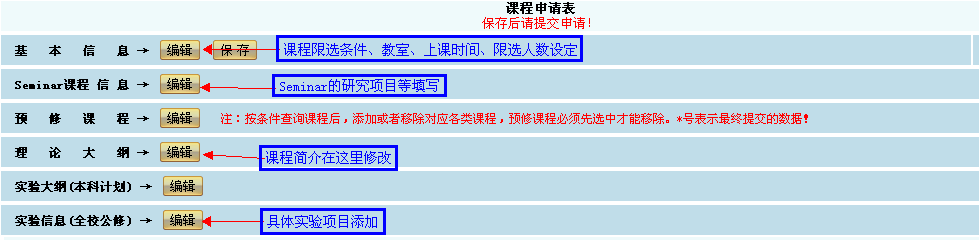 课程申请表
保存后请提交申请!
基 本 信 息 → 编辑 保存 课程限选条件、教室、上课时间、限选人数设定
Seminar课程 信 息 → 编辑 Seminar的研究项目等填写
预 修 课 程 → 编辑 注：按条件查询课程后，添加或者移除对应各类课程，预修课程必须先选中才能移除。*号表示最终提交的数据!
理 论 大 纲 → 编辑 课程简介在这里修改
实验大纲(本科计划) → 编辑
实验信息(全校公修) → 编辑 具体实验项目添加